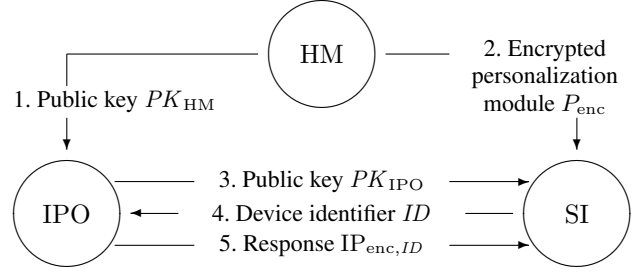 HM
2. Encrypted
personalization
module P_enc
1. Public key PK_HM
3. Public key PK_IPO
IPO
4. Device identifier ID
SI
5. Response IP_enc,ID